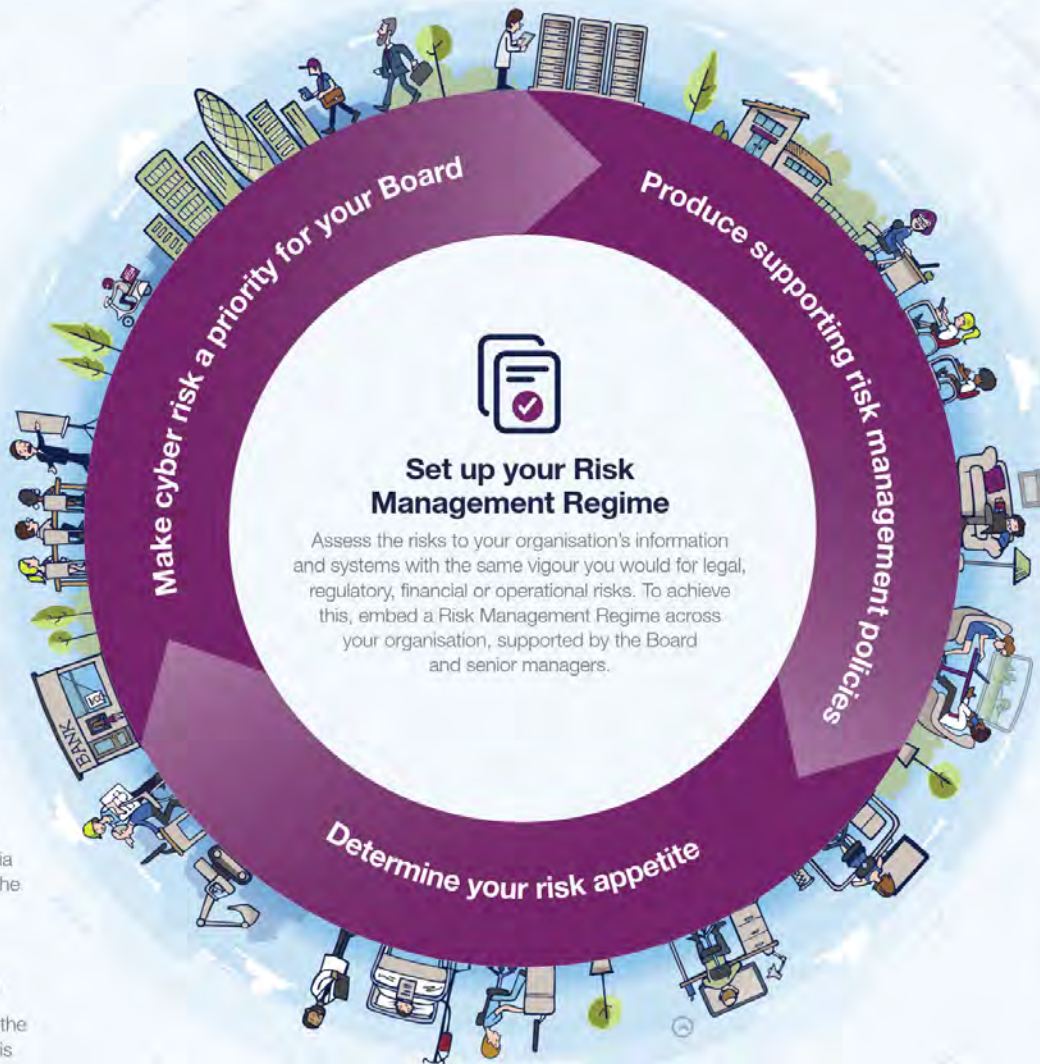 Make cyber risk a priority for your Board
Produce supporting risk management policies
Set up your Risk
Management Regime
Assess the risks to your organisation's information
and systems with the same vigour you would for legal,
regulatory, financial or operational risks. To achieve
this, embed a Risk Management Regime across
your organisation, supported by the Board
and senior managers.
Determine your risk appetite
BANK
the
is